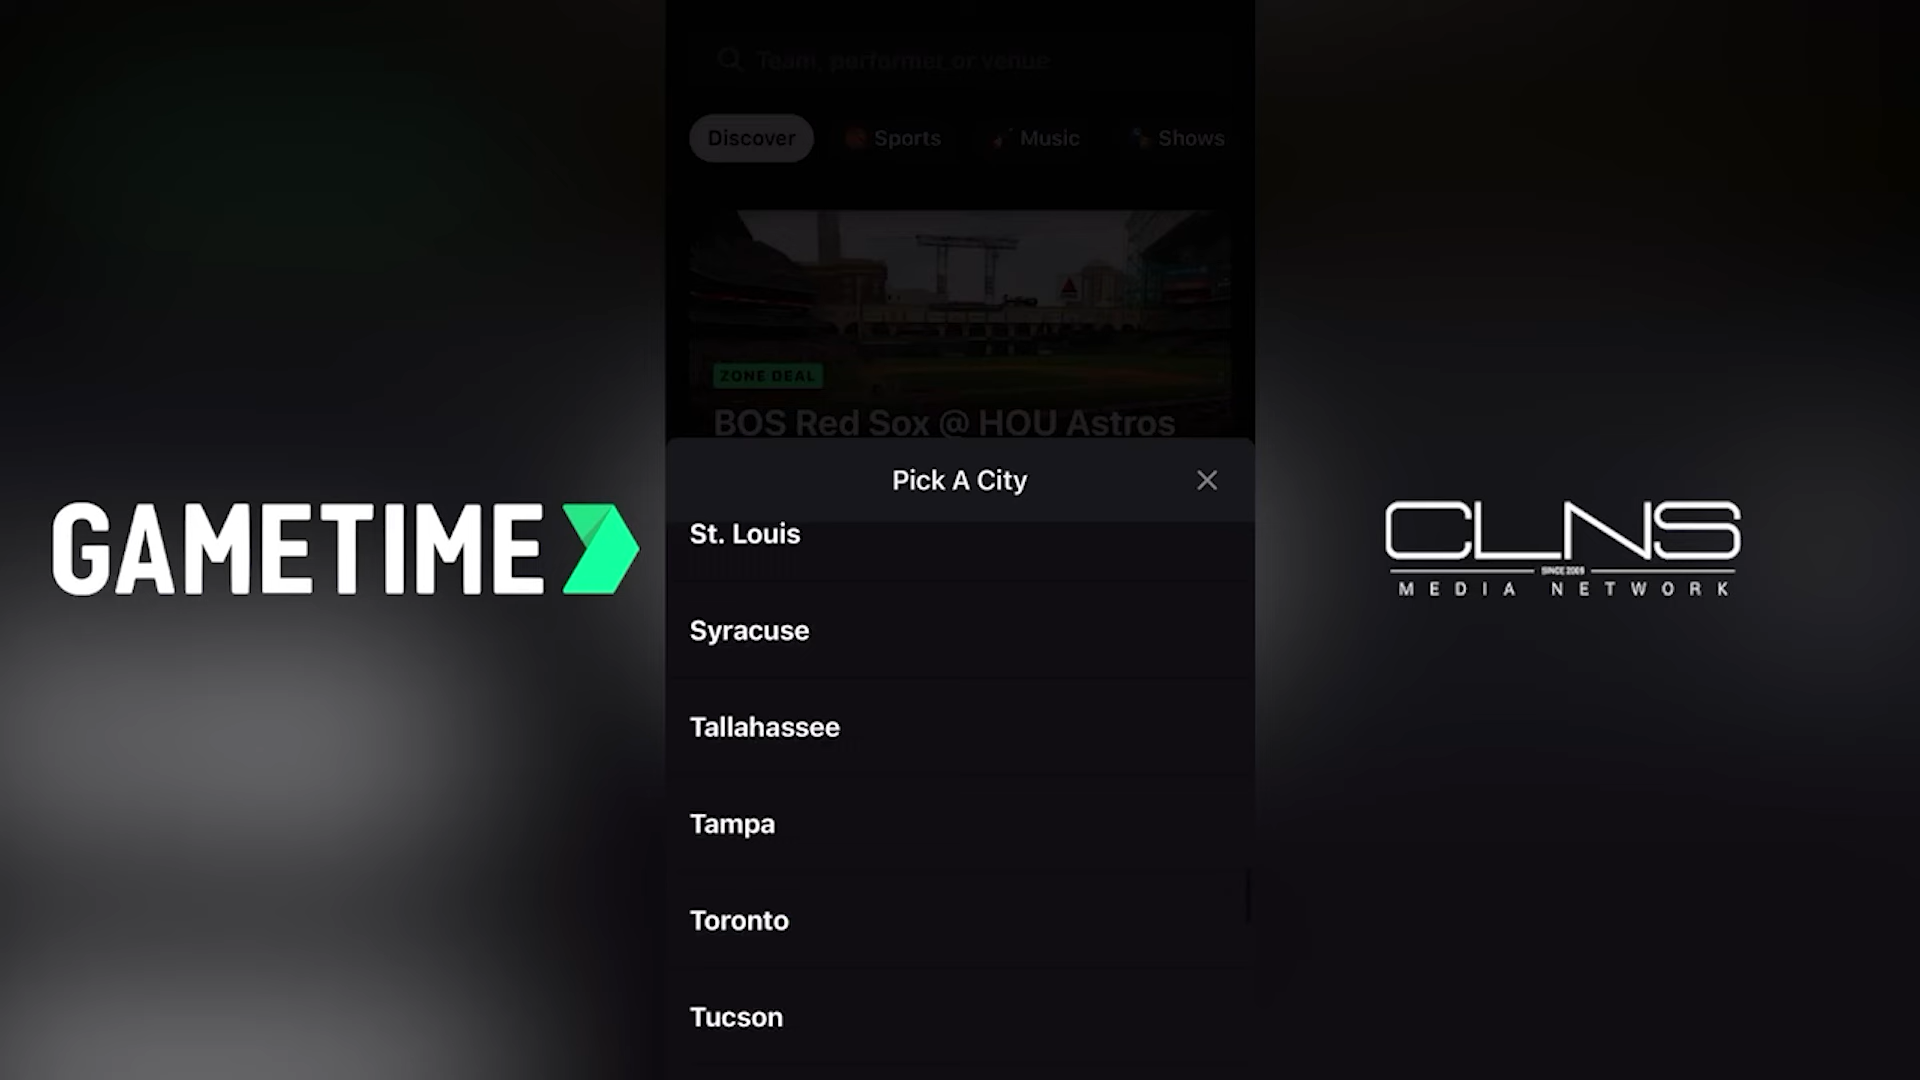 Team, performer or venue
Discover
Sports
Music
Shows
ZONE DEAL
BOS Red Sox @ HOU Astros
Pick A City
St. Louis
Syracuse
Tallahassee
Tampa
Toronto
Tucson
GAMETIME
CLNS
SINCE 2009
MEDIA NETWORK